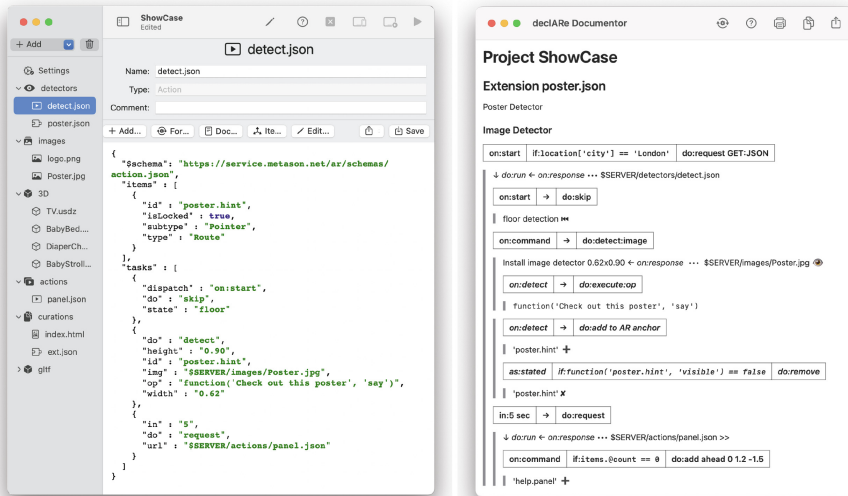 ShowCase
Edited
+ Add
Settings
detectors
detect.json
poster.json
images
logo.png
Poster.jpg
3D
TV.usdz
BabyBed....
DiaperCh...
BabyStroll...
actions
panel.json
curations
index.html
ext.json
gltf
detect.json
Name: detect.json
Type: Action
Comment:
+ Add... For... Doc... Ite... Edit... Save
{
"$schema": "https://service.metason.net/ar/schemas/
action.json",
"items" : [
{
"id" : "poster.hint",
"isLocked" : true,
"subtype" : "Pointer",
"type" : "Route"
}
],
"tasks" : [
{
"dispatch" : "on:start",
"do" : "skip",
"state" : "floor"
},
{
"do" : "detect",
"height" : "0.90",
"id" : "poster.hint",
"img" : "$SERVER/images/Poster.jpg",
"op" : "function('Check out this poster', 'say')",
"width" : "0.62"
},
{
"in" : "5",
"do" : "request",
"url" : "$SERVER/actions/panel.json"
}
]
}
declARe Documentor
Project ShowCase
Extension poster.json
Poster Detector
Image Detector
on:start if:location['city'] == 'London' do:request GET:JSON
↓ do:run ← on:response ••• $SERVER/detectors/detect.json
on:start → do:skip
floor detection ⏮
on:command → do:detect:image
Install image detector 0.62x0.90 ← on:response ••• $SERVER/images/Poster.jpg 👁
on:detect → do:execute:op
function('Check out this poster', 'say')
on:detect → do:add to AR anchor
'poster.hint' ✚
as:stated if:function('poster.hint', 'visible') == false do:remove
'poster.hint' ✘
in:5 sec → do:request
↓ do:run ← on:response ••• $SERVER/actions/panel.json >>
on:command if:items.@count == 0 do:add ahead 0 1.2 -1.5
'help.panel' ✚